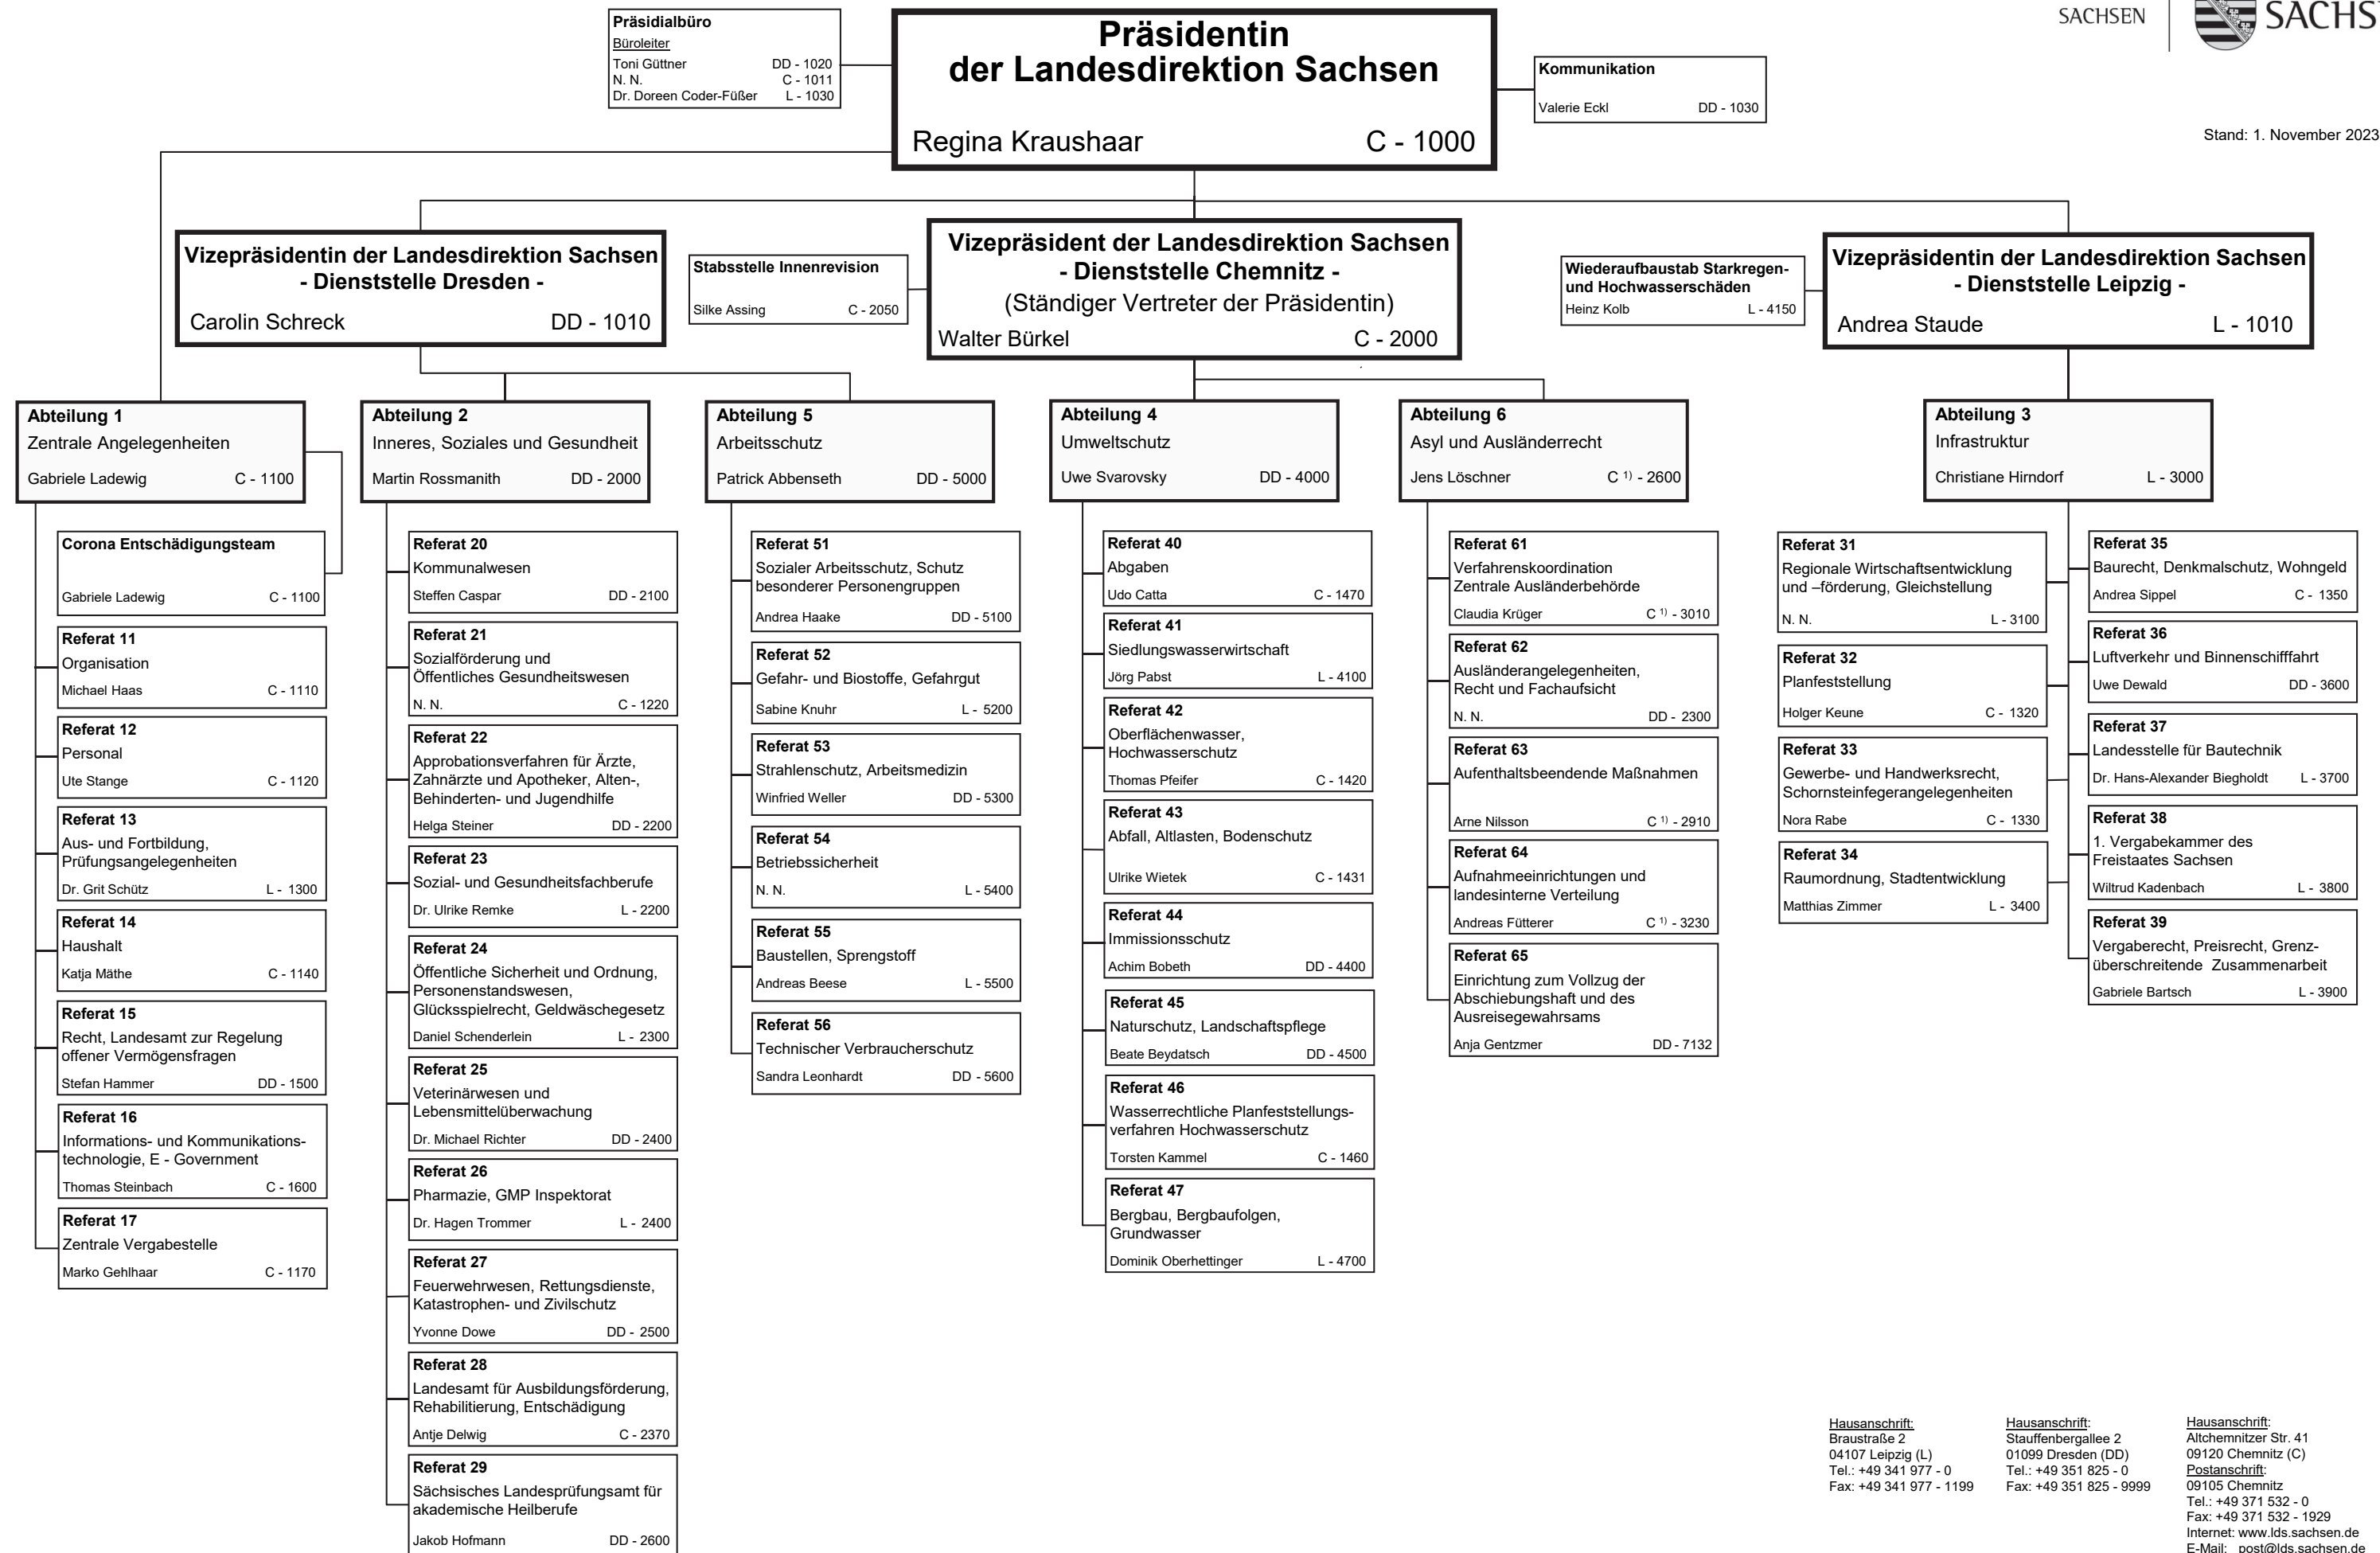 Präsidialbüro
Büroleiter
Toni Güttner DD - 1020
N. N. C - 1011
Dr. Doreen Coder-Füßer L - 1030
Präsidentin
der Landesdirektion Sachsen
Regina Kraushaar C - 1000
Kommunikation
Valerie Eckl DD - 1030
SACHSEN
SACHS
Stand: 1. November 2023
Vizepräsidentin der Landesdirektion Sachsen
- Dienststelle Dresden -
Carolin Schreck DD - 1010
Stabsstelle Innenrevision
Silke Assing C - 2050
Vizepräsident der Landesdirektion Sachsen
- Dienststelle Chemnitz -
(Ständiger Vertreter der Präsidentin)
Walter Bürkel C - 2000
Wiederaufbaustab Starkregen-
und Hochwasserschäden
Heinz Kolb L - 4150
Vizepräsidentin der Landesdirektion Sachsen
- Dienststelle Leipzig -
Andrea Staude L - 1010
Abteilung 1
Zentrale Angelegenheiten
Gabriele Ladewig C - 1100
Corona Entschädigungsteam
Gabriele Ladewig C - 1100
Referat 11
Organisation
Michael Haas C - 1110
Referat 12
Personal
Ute Stange C - 1120
Referat 13
Aus- und Fortbildung,
Prüfungsangelegenheiten
Dr. Grit Schütz L - 1300
Referat 14
Haushalt
Katja Mäthe C - 1140
Referat 15
Recht, Landesamt zur Regelung
offener Vermögensfragen
Stefan Hammer DD - 1500
Referat 16
Informations- und Kommunikations-
technologie, E - Government
Thomas Steinbach C - 1600
Referat 17
Zentrale Vergabestelle
Marko Gehlhaar C - 1170
Abteilung 2
Inneres, Soziales und Gesundheit
Martin Rossmanith DD - 2000
Referat 20
Kommunalwesen
Steffen Caspar DD - 2100
Referat 21
Sozialförderung und
Öffentliches Gesundheitswesen
N. N. C - 1220
Referat 22
Approbationsverfahren für Ärzte,
Zahnärzte und Apotheker, Alten-,
Behinderten- und Jugendhilfe
Helga Steiner DD - 2200
Referat 23
Sozial- und Gesundheitsfachberufe
Dr. Ulrike Remke L - 2200
Referat 24
Öffentliche Sicherheit und Ordnung,
Personenstandswesen,
Glücksspielrecht, Geldwäschegesetz
Daniel Schenderlein L - 2300
Referat 25
Veterinärwesen und
Lebensmittelüberwachung
Dr. Michael Richter DD - 2400
Referat 26
Pharmazie, GMP Inspektorat
Dr. Hagen Trommer L - 2400
Referat 27
Feuerwehrwesen, Rettungsdienste,
Katastrophen- und Zivilschutz
Yvonne Dowe DD - 2500
Referat 28
Landesamt für Ausbildungsförderung,
Rehabilitierung, Entschädigung
Antje Delwig C - 2370
Referat 29
Sächsisches Landesprüfungsamt für
akademische Heilberufe
Jakob Hofmann DD - 2600
Abteilung 5
Arbeitsschutz
Patrick Abbenseth DD - 5000
Referat 51
Sozialer Arbeitsschutz, Schutz
besonderer Personengruppen
Andrea Haake DD - 5100
Referat 52
Gefahr- und Biostoffe, Gefahrgut
Sabine Knuhr L - 5200
Referat 53
Strahlenschutz, Arbeitsmedizin
Winfried Weller DD - 5300
Referat 54
Betriebssicherheit
N. N. L - 5400
Referat 55
Baustellen, Sprengstoff
Andreas Beese L - 5500
Referat 56
Technischer Verbraucherschutz
Sandra Leonhardt DD - 5600
Abteilung 4
Umweltschutz
Uwe Svarovsky DD - 4000
Referat 40
Abgaben
Udo Catta C - 1470
Referat 41
Siedlungswasserwirtschaft
Jörg Pabst L - 4100
Referat 42
Oberflächenwasser,
Hochwasserschutz
Thomas Pfeifer C - 1420
Referat 43
Abfall, Altlasten, Bodenschutz
Ulrike Wietek C - 1431
Referat 44
Immissionsschutz
Achim Bobeth DD - 4400
Referat 45
Naturschutz, Landschaftspflege
Beate Beydatsch DD - 4500
Referat 46
Wasserrechtliche Planfeststellungs-
verfahren Hochwasserschutz
Torsten Kammel C - 1460
Referat 47
Bergbau, Bergbaufolgen,
Grundwasser
Dominik Oberhettinger L - 4700
Abteilung 6
Asyl und Ausländerrecht
Jens Löschner C 1) - 2600
Referat 61
Verfahrenskoordination
Zentrale Ausländerbehörde
Claudia Krüger C 1) - 3010
Referat 62
Ausländerangelegenheiten,
Recht und Fachaufsicht
N. N. DD - 2300
Referat 63
Aufenthaltsbeendende Maßnahmen
Arne Nilsson C 1) - 2910
Referat 64
Aufnahmeeinrichtungen und
landesinterne Verteilung
Andreas Fütterer C 1) - 3230
Referat 65
Einrichtung zum Vollzug der
Abschiebungshaft und des
Ausreisegewahrsams
Anja Gentzmer DD - 7132
Abteilung 3
Infrastruktur
Christiane Hirndorf L - 3000
Referat 31
Regionale Wirtschaftsentwicklung
und –förderung, Gleichstellung
N. N. L - 3100
Referat 32
Planfeststellung
Holger Keune C - 1320
Referat 33
Gewerbe- und Handwerksrecht,
Schornsteinfegerangelegenheiten
Nora Rabe C - 1330
Referat 34
Raumordnung, Stadtentwicklung
Matthias Zimmer L - 3400
Referat 35
Baurecht, Denkmalschutz, Wohngeld
Andrea Sippel C - 1350
Referat 36
Luftverkehr und Binnenschifffahrt
Uwe Dewald DD - 3600
Referat 37
Landesstelle für Bautechnik
Dr. Hans-Alexander Biegholdt L - 3700
Referat 38
1. Vergabekammer des
Freistaates Sachsen
Wiltrud Kadenbach L - 3800
Referat 39
Vergaberecht, Preisrecht, Grenz-
überschreitende Zusammenarbeit
Gabriele Bartsch L - 3900
Hausanschrift:
Braustraße 2
04107 Leipzig (L)
Tel.: +49 341 977 - 0
Fax: +49 341 977 - 1199
Hausanschrift:
Stauffenbergallee 2
01099 Dresden (DD)
Tel.: +49 351 825 - 0
Fax: +49 351 825 - 9999
Hausanschrift:
Altchemnitzer Str. 41
09120 Chemnitz (C)
Postanschrift:
09105 Chemnitz
Tel.: +49 371 532 - 0
Fax: +49 371 532 - 1929
Internet: www.lds.sachsen.de
E-Mail: post@lds.sachsen.de